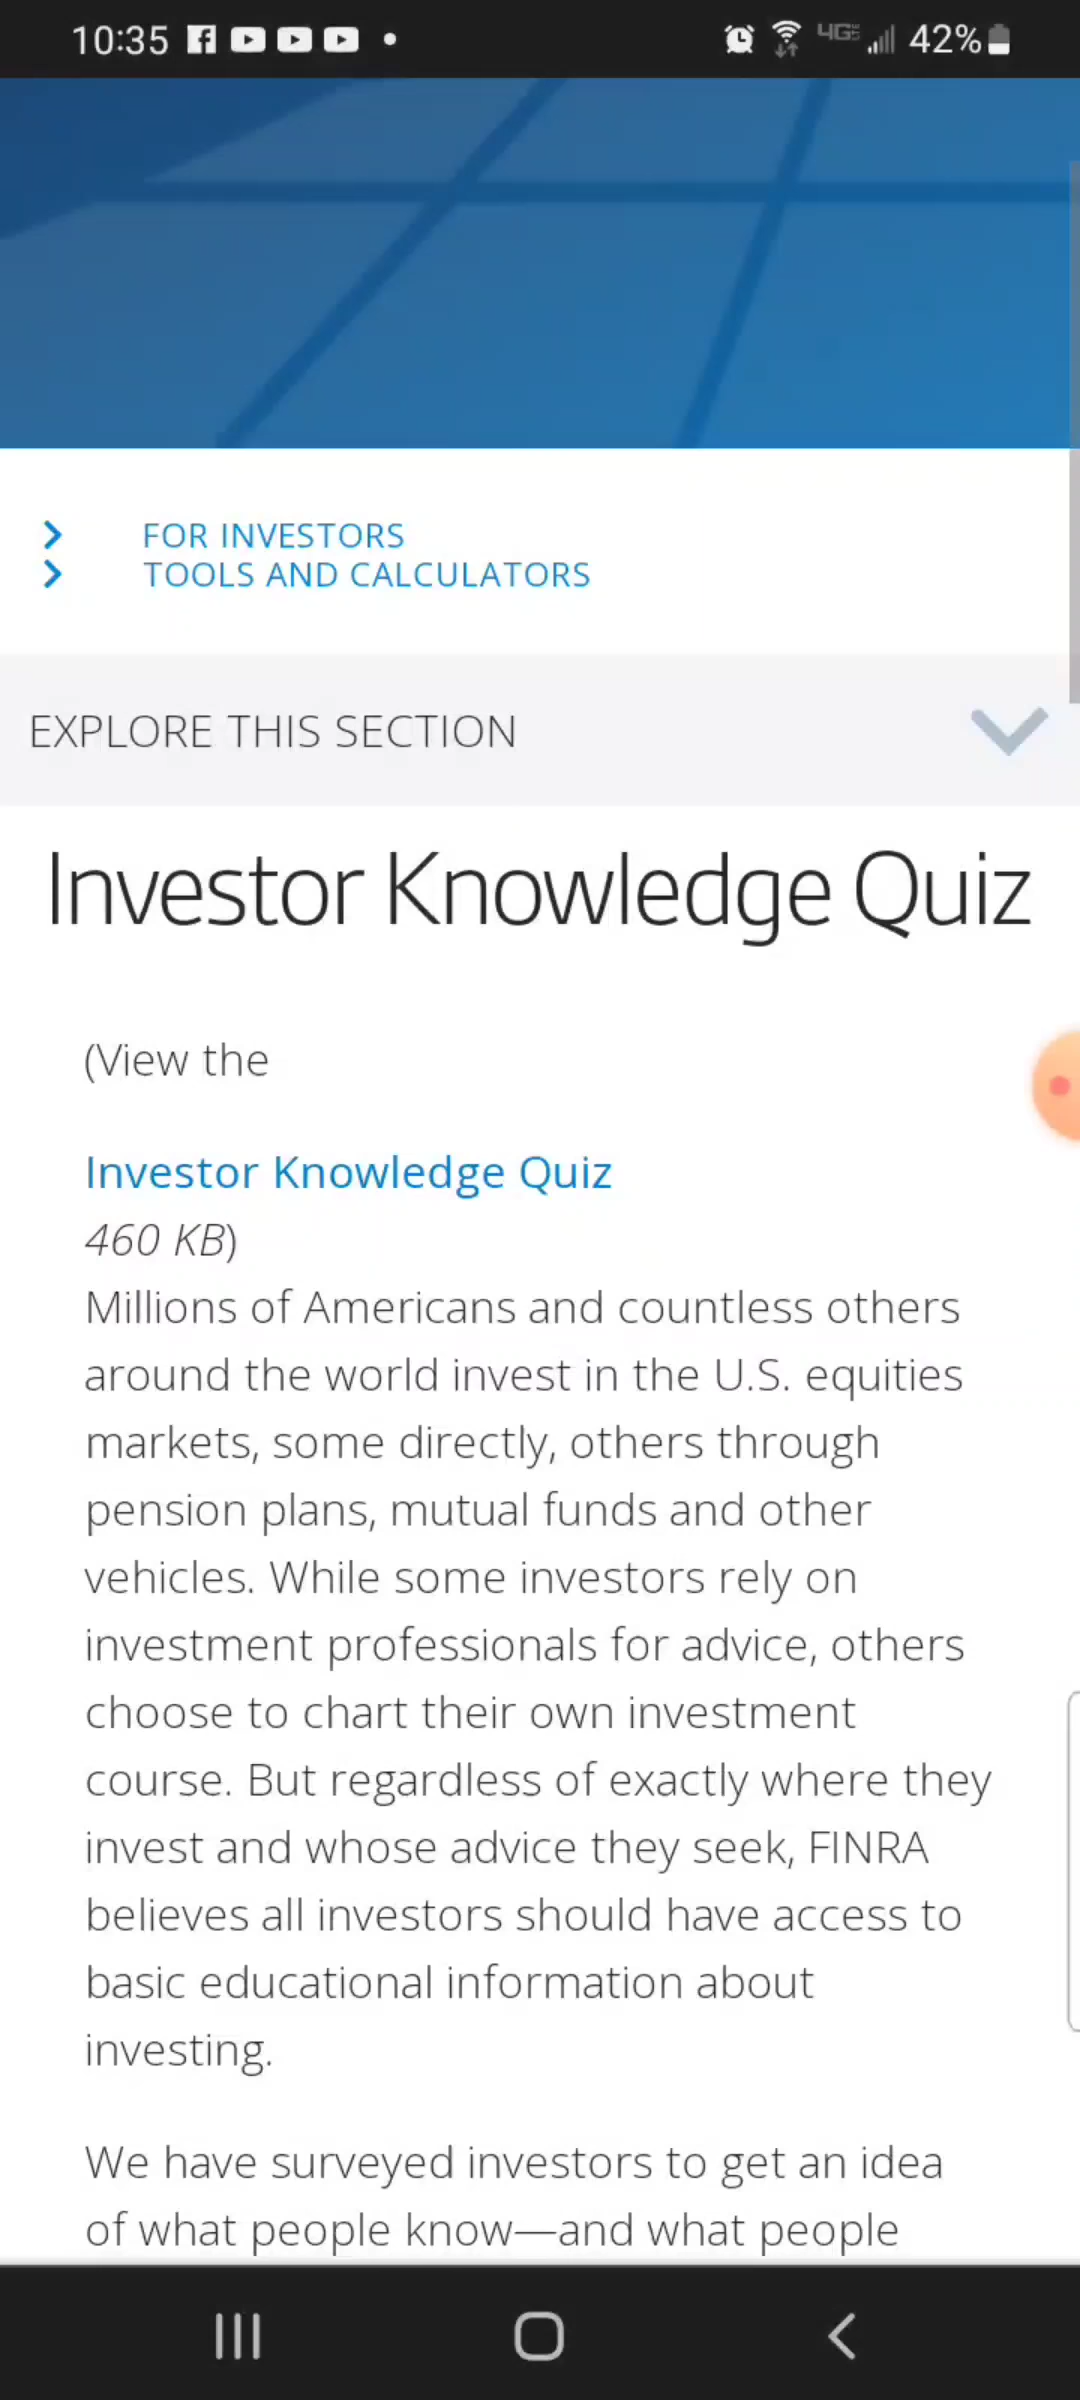 10:35
4G
42%
FOR INVESTORS
TOOLS AND CALCULATORS
EXPLORE THIS SECTION
Investor Knowledge Quiz
(View the
Investor Knowledge Quiz
460 KB)
Millions of Americans and countless others
around the world invest in the U.S. equities
markets, some directly, others through
pension plans, mutual funds and other
vehicles. While some investors rely on
investment professionals for advice, others
choose to chart their own investment
course. But regardless of exactly where they
invest and whose advice they seek, FINRA
believes all investors should have access to
basic educational information about
investing.
We have surveyed investors to get an idea
of what people know—and what people